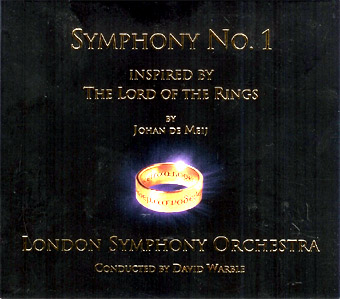 SYMPHONY NO. 1
INSPIRED BY
THE LORD OF THE RINGS
BY
JOHAN DE MEIJ
LONDON SYMPHONY ORCHESTRA
CONDUCTED BY DAVID WARBLE